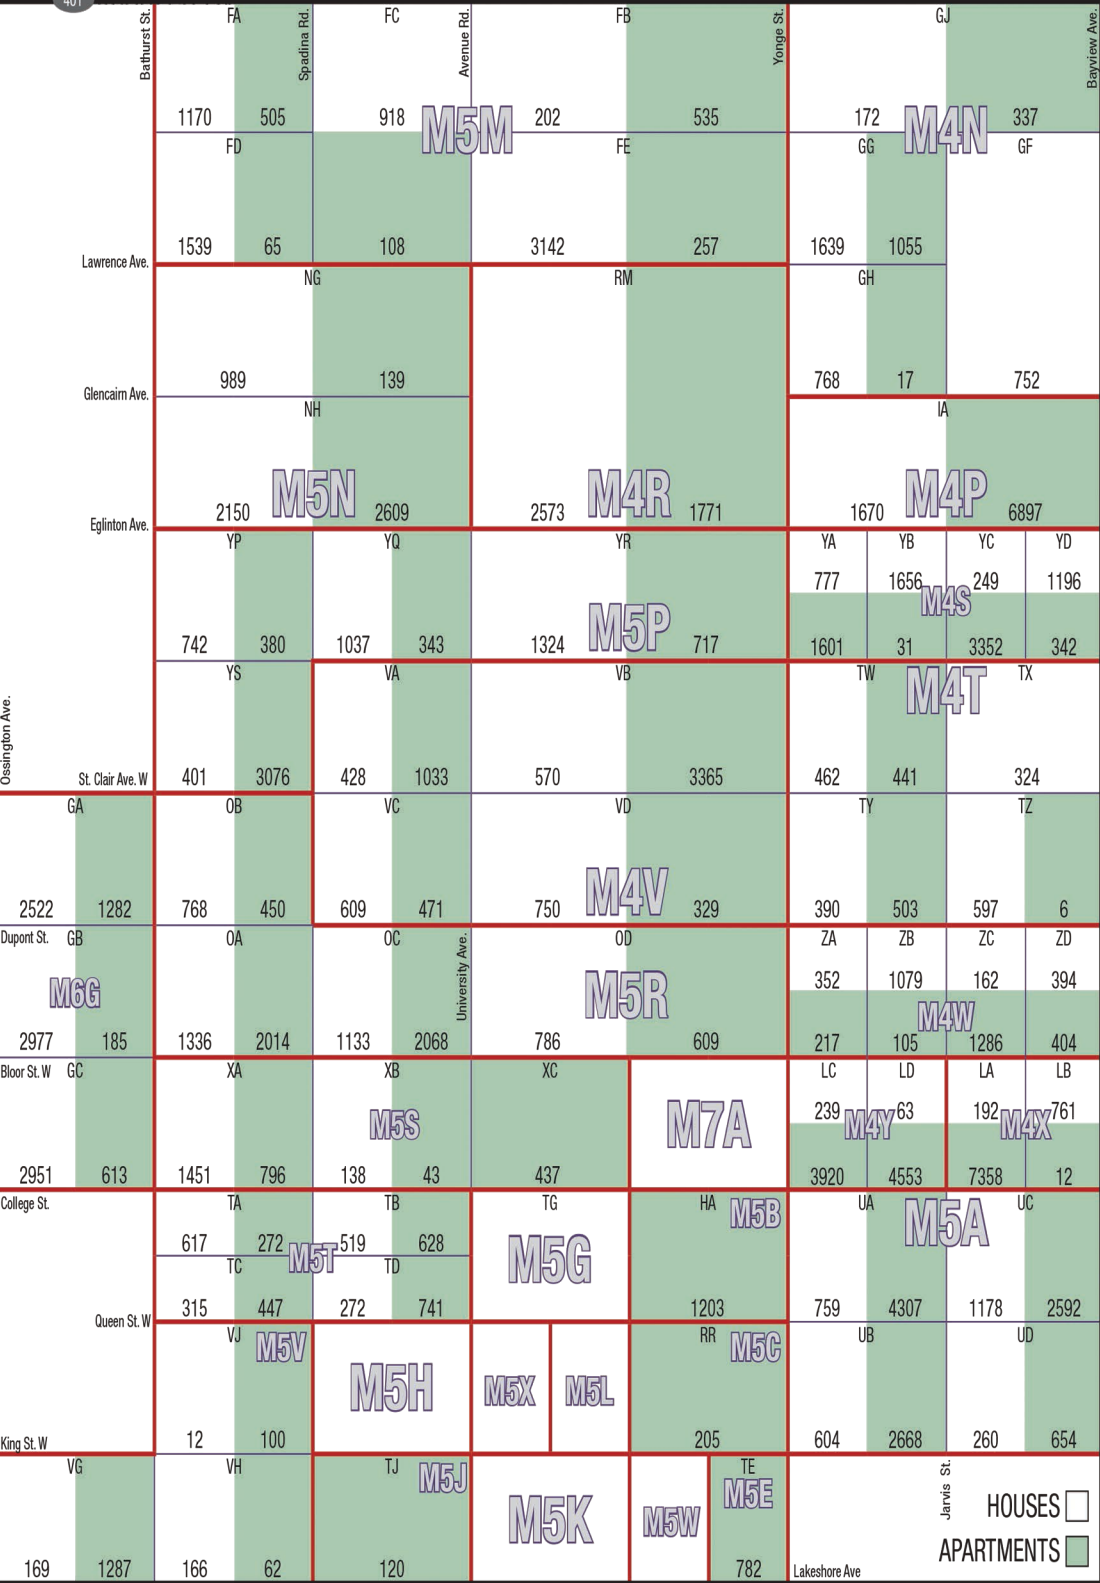 401
Bathurst St.
Spadina Rd.
Avenue Rd.
Yonge St.
Bayview Ave.
FA FC FB GJ
1170 505 918 202 535 172 337
M5M M4N
FD FE GG GF
1539 65 108 3142 257 1639 1055
Lawrence Ave.
NG RM GH
989 139 768 17 752
Glencairn Ave.
NH IA
M5N M4R M4P
2150 2609 2573 1771 1670 6897
Eglinton Ave.
YP YQ YR YA YB YC YD
777 1656 249 1196
M5P M4S
742 380 1037 343 1324 717 1601 31 3352 342
YS VA VB TW TX
M4T
Ossington Ave.
St. Clair Ave. W
401 3076 428 1033 570 3365 462 441 324
GA OB VC VD TY TZ
M4V
2522 1282 768 450 609 471 750 329 390 503 597 6
Dupont St.
GB OA OC OD ZA ZB ZC ZD
University Ave.
352 1079 162 394
M6G M5R M4W
2977 185 1336 2014 1133 2068 786 609 217 105 1286 404
Bloor St. W
GC XA XB XC LC LD LA LB
239 63 192 761
M5S M7A M4Y M4X
2951 613 1451 796 138 43 437 3920 4553 7358 12
College St.
TA TB TG HA M5B UA UC
M5A
617 272 519 628
M5T M5G
TC TD
315 447 272 741 1203 759 4307 1178 2592
Queen St. W
VJ M5V RR M5C UB UD
M5H M5X M5L
12 100 205 604 2668 260 654
King St. W
VG VH TJ M5J TE
M5K M5W M5E
Jarvis St.
HOUSES
APARTMENTS
169 1287 166 62 120 782
Lakeshore Ave